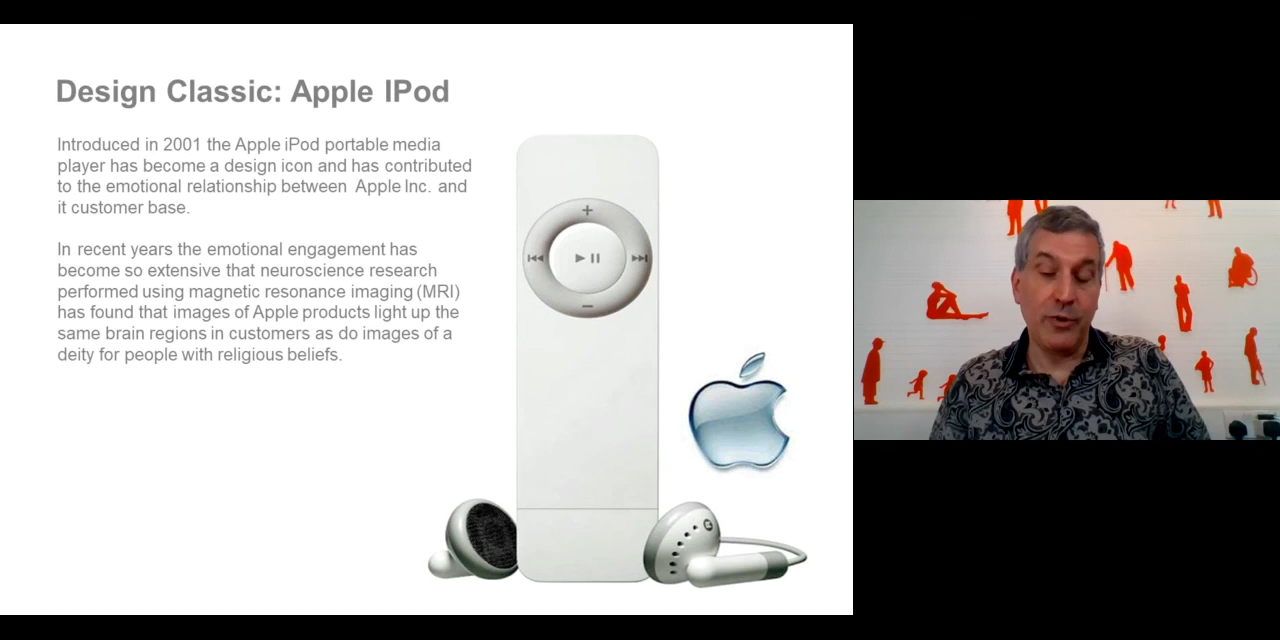 Design Classic: Apple IPod
Introduced in 2001 the Apple iPod portable media
player has become a design icon and has contributed
to the emotional relationship between Apple Inc. and
it customer base.
In recent years the emotional engagement has
become so extensive that neuroscience research
performed using magnetic resonance imaging (MRI)
has found that images of Apple products light up the
same brain regions in customers as do images of a
deity for people with religious beliefs.